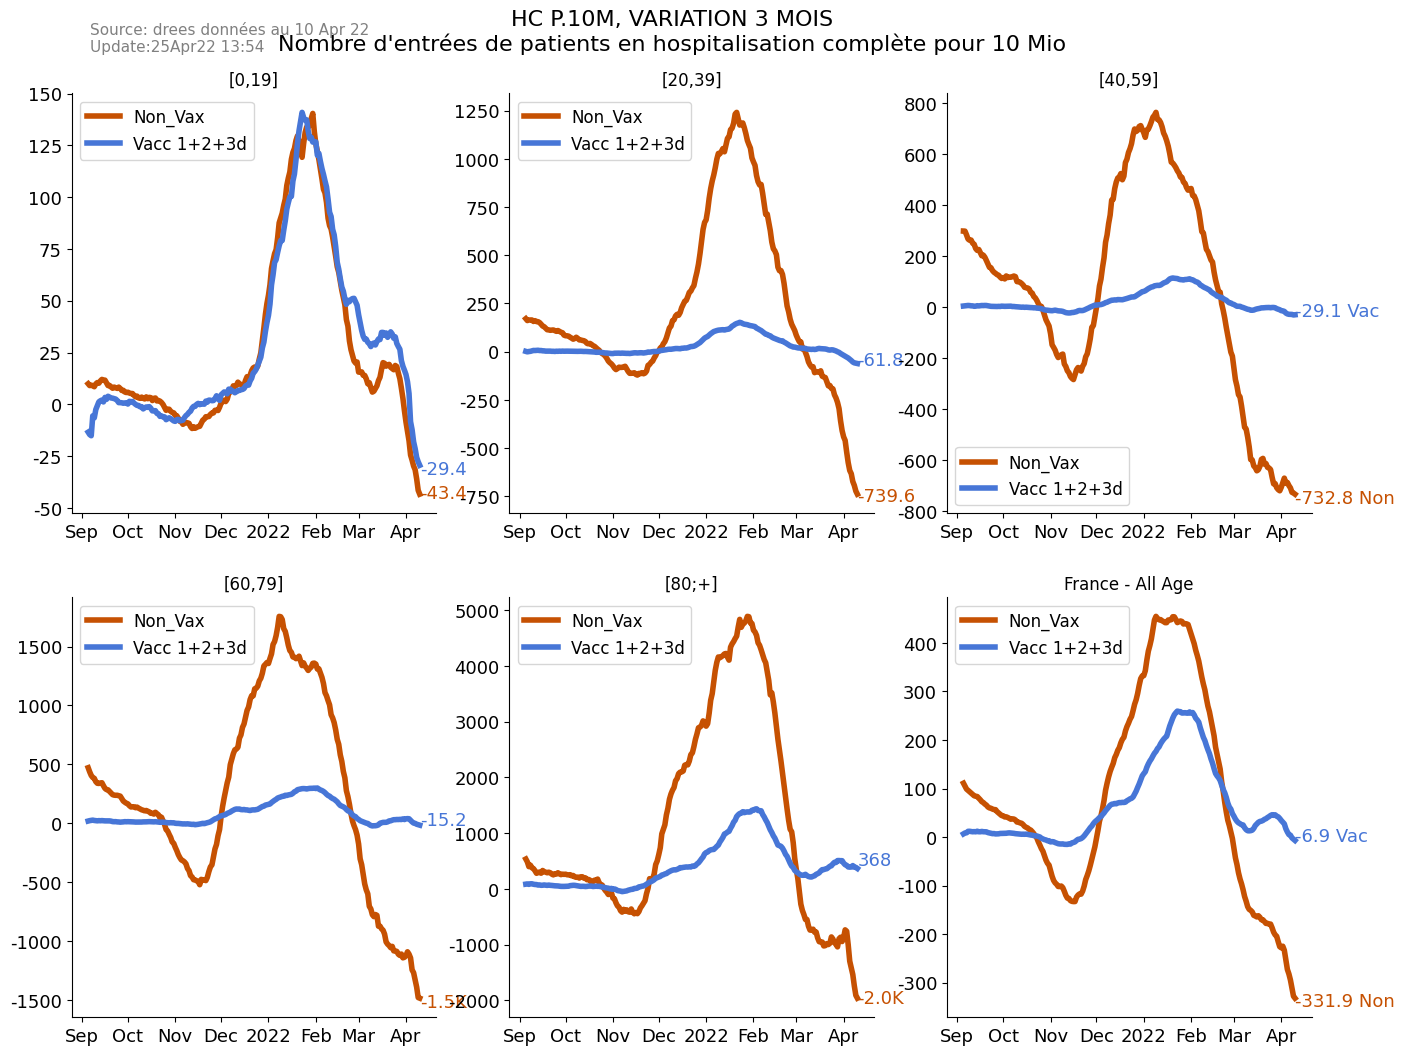 HC P.10M, VARIATION 3 MOIS
Source: drees données au 10 Apr 22
Update:25Apr22 13:54
Nombre d'entrées de patients en hospitalisation complète pour 10 Mio
[0,19]
150
125
100
75
50
25
0
-25
-50
Non_Vax
Vacc 1+2+3d
-29.4
-43.4
Sep Oct Nov Dec 2022 Feb Mar Apr
[20,39]
1250
1000
750
500
250
0
-250
-500
-750
Non_Vax
Vacc 1+2+3d
-61.8
-739.6
Sep Oct Nov Dec 2022 Feb Mar Apr
[40,59]
800
600
400
200
0
-200
-400
-600
-800
Non_Vax
Vacc 1+2+3d
-29.1 Vac
-732.8 Non
Sep Oct Nov Dec 2022 Feb Mar Apr
[60,79]
1500
1000
500
0
-500
-1000
-1500
Non_Vax
Vacc 1+2+3d
-15.2
-1.5K
Sep Oct Nov Dec 2022 Feb Mar Apr
[80;+]
5000
4000
3000
2000
1000
0
-1000
-2000
Non_Vax
Vacc 1+2+3d
368
-2.0K
Sep Oct Nov Dec 2022 Feb Mar Apr
France - All Age
400
300
200
100
0
-100
-200
-300
Non_Vax
Vacc 1+2+3d
-6.9 Vac
-331.9 Non
Sep Oct Nov Dec 2022 Feb Mar Apr